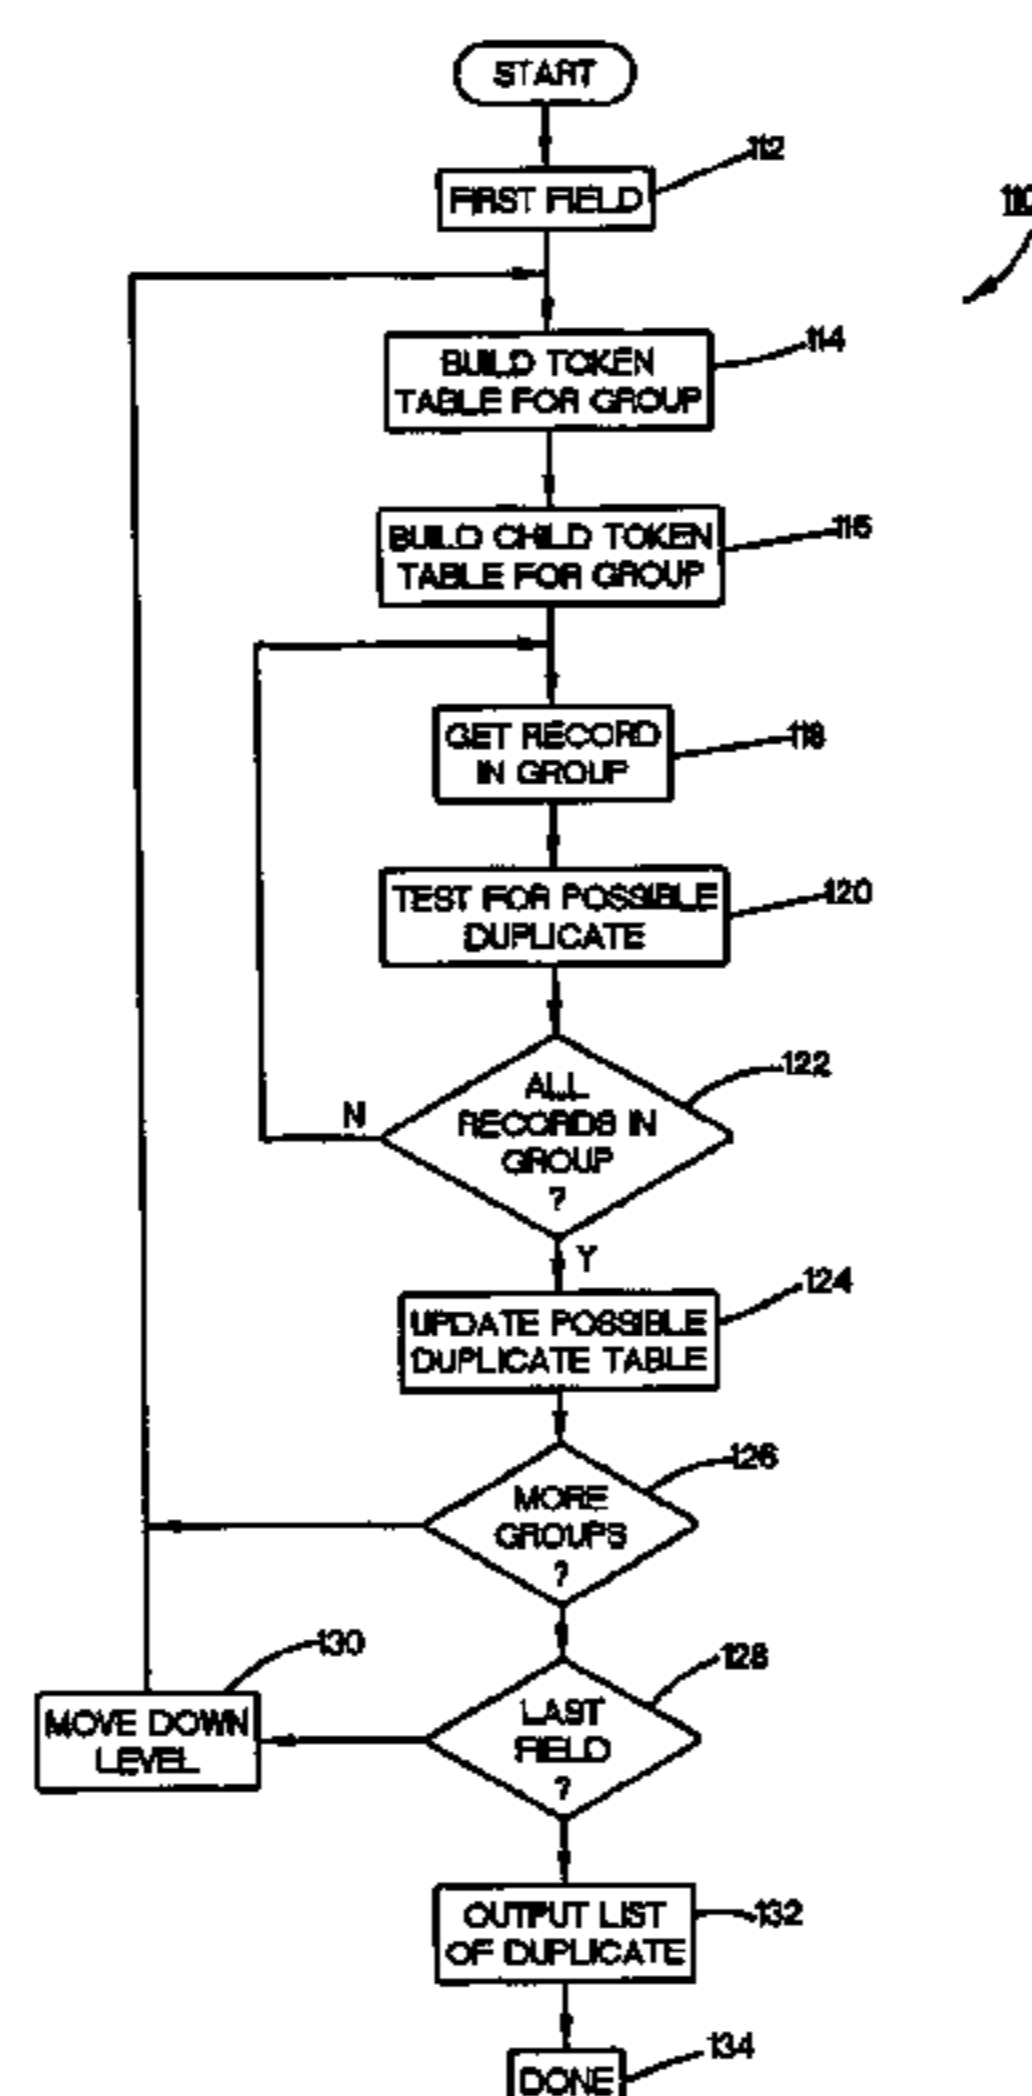 START
112
FIRST FIELD
110
114
BUILD TOKEN
TABLE FOR GROUP
116
BUILD CHILD TOKEN
TABLE FOR GROUP
118
GET RECORD
IN GROUP
120
TEST FOR POSSIBLE
DUPLICATE
122
ALL
RECORDS IN
GROUP
?
N
Y
124
UPDATE POSSIBLE
DUPLICATE TABLE
126
MORE
GROUPS
?
130
128
MOVE DOWN
LEVEL
LAST
FIELD
?
132
OUTPUT LIST
OF DUPLICATE
134
DONE